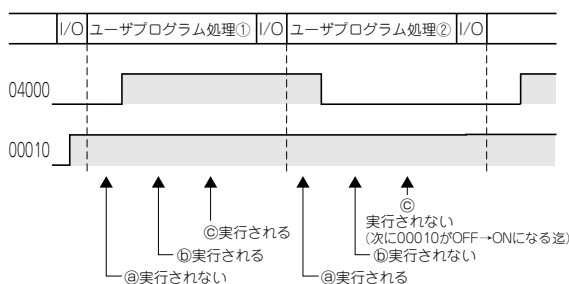 I/O ユーザプログラム処理① I/O ユーザプログラム処理② I/O
04000
00010
ⓒ実行される
ⓑ実行される
ⓐ実行されない
ⓒ
実行されない
(次に00010がOFF→ONになる迄)
ⓑ実行されない
ⓐ実行される